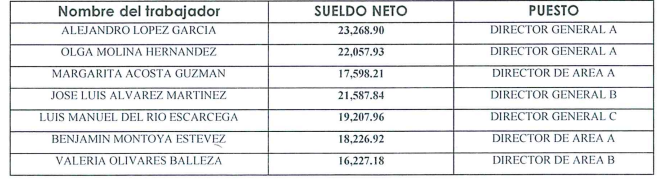 Nombre del trabajador SUELDO NETO PUESTO
ALEJANDRO LOPEZ GARCIA 23,268.90 DIRECTOR GENERAL A
OLGA MOLINA HERNANDEZ 22,057.93 DIRECTOR GENERAL A
MARGARITA ACOSTA GUZMAN 17,598.21 DIRECTOR DE AREA A
JOSE LUIS ALVAREZ MARTINEZ 21,587.84 DIRECTOR GENERAL B
LUIS MANUEL DEL RIO ESCARCEGA 19,207.96 DIRECTOR GENERAL C
BENJAMIN MONTOYA ESTEVEZ 18,226.92 DIRECTOR DE AREA A
VALERIA OLIVARES BALLEZA 16,227.18 DIRECTOR DE AREA B